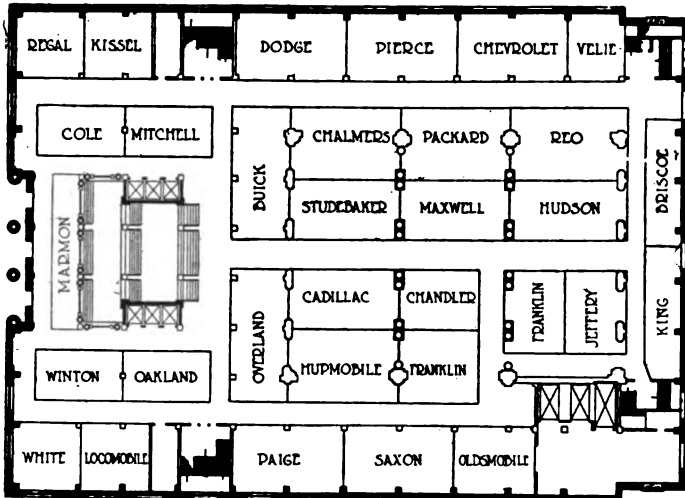 REGAL
KISSEL
DODGE
PIERCE
CHEVROLET
VELIE
COLE
MITCHELL
BUICK
CHALMERS
PACKARD
REO
BRISCOE
STUDEBAKER
MAXWELL
HUDSON
MARMON
OVERLAND
CADILLAC
CHANDLER
FRANKLIN
JEFFERY
KING
WINTON
OAKLAND
HUPMOBILE
FRANKLIN
WHITE
LOCOMOBILE
PAIGE
SAXON
OLDSMOBILE